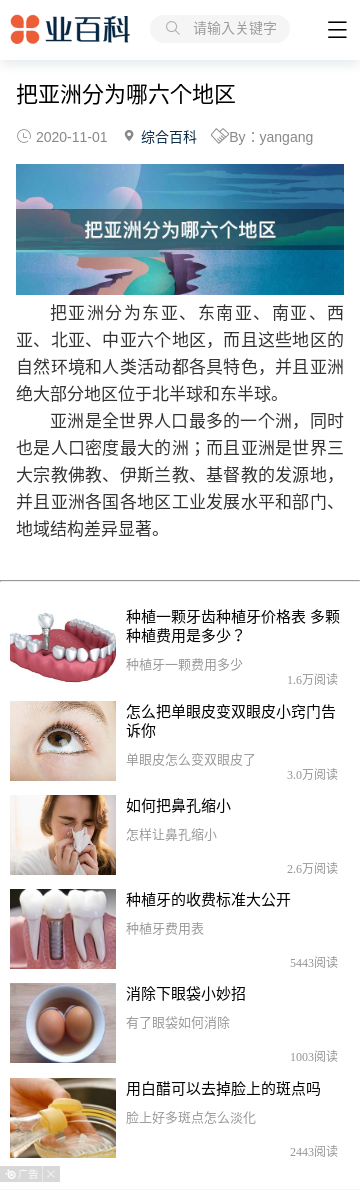 业百科
请输入关键字
把亚洲分为哪六个地区
2020-11-01 综合百科 By：yangang
把亚洲分为哪六个地区
把亚洲分为东亚、东南亚、南亚、西
亚、北亚、中亚六个地区，而且这些地区的
自然环境和人类活动都各具特色，并且亚洲
绝大部分地区位于北半球和东半球。
亚洲是全世界人口最多的一个洲，同时
也是人口密度最大的洲；而且亚洲是世界三
大宗教佛教、伊斯兰教、基督教的发源地，
并且亚洲各国各地区工业发展水平和部门、
地域结构差异显著。
种植一颗牙齿种植牙价格表 多颗
种植费用是多少？
种植牙一颗费用多少
1.6万阅读
怎么把单眼皮变双眼皮小窍门告
诉你
单眼皮怎么变双眼皮了
3.0万阅读
如何把鼻孔缩小
怎样让鼻孔缩小
2.6万阅读
种植牙的收费标准大公开
种植牙费用表
5443阅读
消除下眼袋小妙招
有了眼袋如何消除
1003阅读
用白醋可以去掉脸上的斑点吗
脸上好多斑点怎么淡化
2443阅读
广告